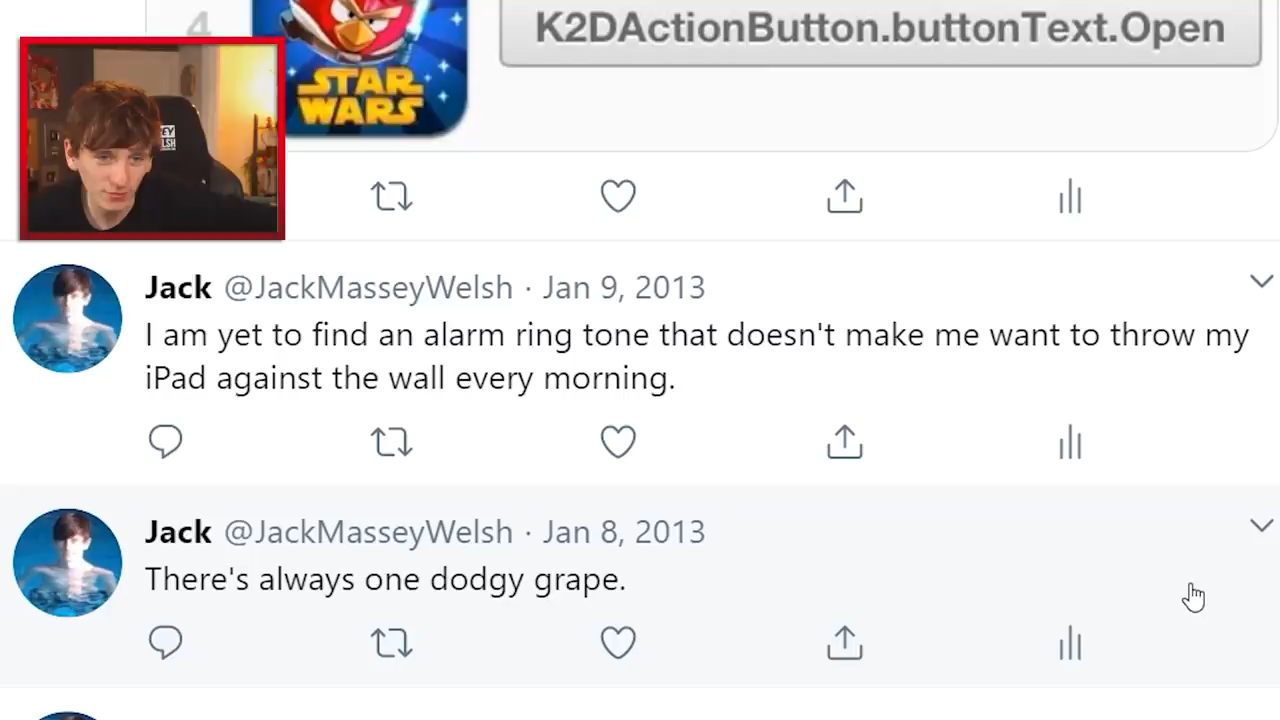 4
K2DActionButton.buttonText.Open
STAR
WARS
Jack @JackMasseyWelsh · Jan 9, 2013
I am yet to find an alarm ring tone that doesn't make me want to throw my
iPad against the wall every morning.
Jack @JackMasseyWelsh · Jan 8, 2013
There's always one dodgy grape.